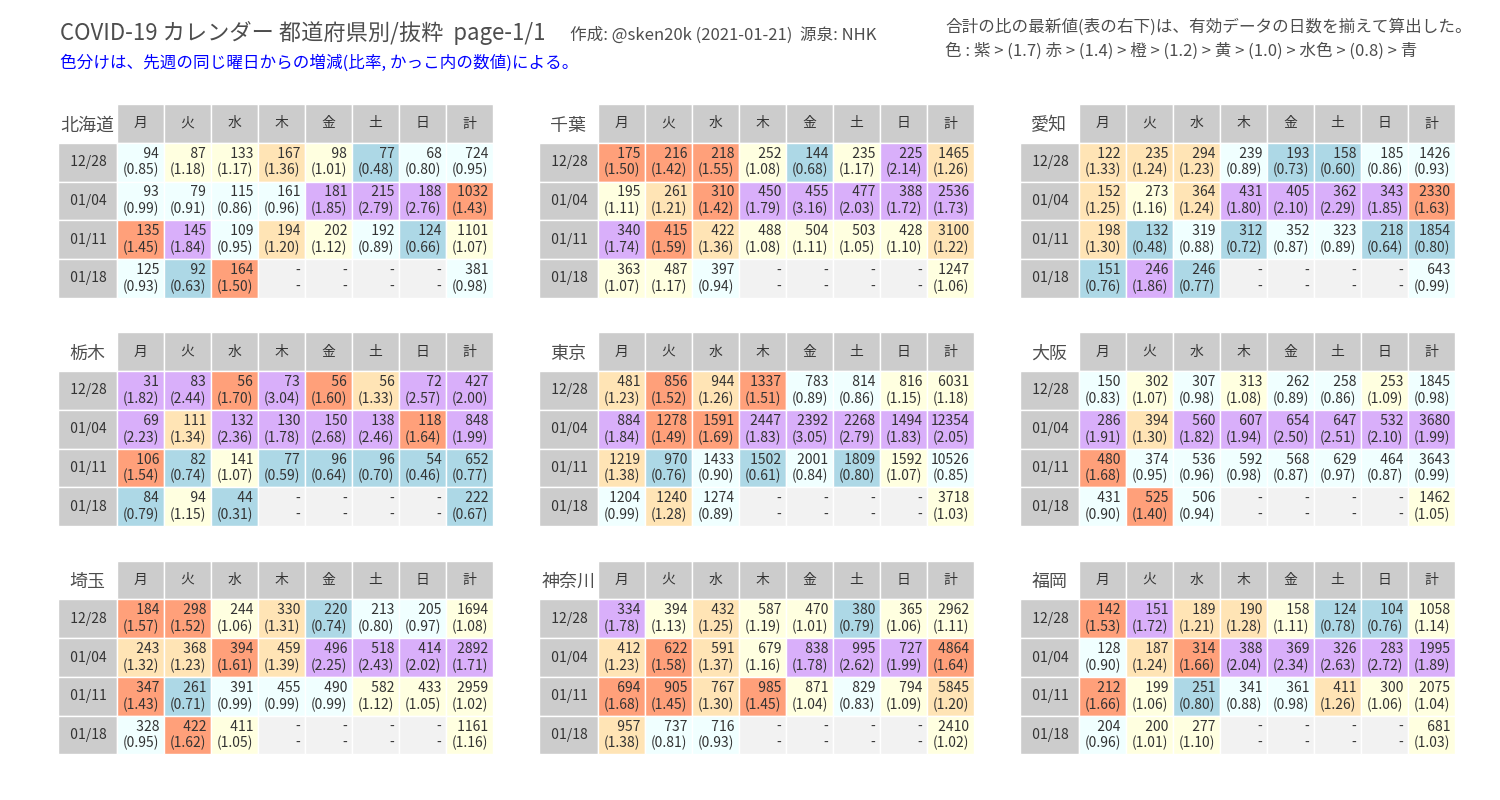 COVID-19 カレンダー 都道府県別/抜粋 page-1/1 作成: @sken20k (2021-01-21) 源泉: NHK
合計の比の最新値(表の右下)は、有効データの日数を揃えて算出した。
色分けは、先週の同じ曜日からの増減(比率, かっこ内の数値)による。
色 : 紫 > (1.7) 赤 > (1.4) > 橙 > (1.2) > 黄 > (1.0) > 水色 > (0.8) > 青
北海道 月 火 水 木 金 土 日 計
12/28 94 87 133 167 98 77 68 724
(0.85) (1.18) (1.17) (1.36) (1.01) (0.48) (0.80) (0.95)
01/04 93 79 115 161 181 215 188 1032
(0.99) (0.91) (0.86) (0.96) (1.85) (2.79) (2.76) (1.43)
01/11 135 145 109 194 202 192 124 1101
(1.45) (1.84) (0.95) (1.20) (1.12) (0.89) (0.66) (1.07)
01/18 125 92 164 - - - - 381
(0.93) (0.63) (1.50) - - - - (0.98)
千葉 月 火 水 木 金 土 日 計
12/28 175 216 218 252 144 235 225 1465
(1.50) (1.42) (1.55) (1.08) (0.68) (1.17) (2.14) (1.26)
01/04 195 261 310 450 455 477 388 2536
(1.11) (1.21) (1.42) (1.79) (3.16) (2.03) (1.72) (1.73)
01/11 340 415 422 488 504 503 428 3100
(1.74) (1.59) (1.36) (1.08) (1.11) (1.05) (1.10) (1.22)
01/18 363 487 397 - - - - 1247
(1.07) (1.17) (0.94) - - - - (1.06)
愛知 月 火 水 木 金 土 日 計
12/28 122 235 294 239 193 158 185 1426
(1.33) (1.24) (1.23) (0.89) (0.73) (0.60) (0.86) (0.93)
01/04 152 273 364 431 405 362 343 2330
(1.25) (1.16) (1.24) (1.80) (2.10) (2.29) (1.85) (1.63)
01/11 198 132 319 312 352 323 218 1854
(1.30) (0.48) (0.88) (0.72) (0.87) (0.89) (0.64) (0.80)
01/18 151 246 246 - - - - 643
(0.76) (1.86) (0.77) - - - - (0.99)
栃木 月 火 水 木 金 土 日 計
12/28 31 83 56 73 56 56 72 427
(1.82) (2.44) (1.70) (3.04) (1.60) (1.33) (2.57) (2.00)
01/04 69 111 132 130 150 138 118 848
(2.23) (1.34) (2.36) (1.78) (2.68) (2.46) (1.64) (1.99)
01/11 106 82 141 77 96 96 54 652
(1.54) (0.74) (1.07) (0.59) (0.64) (0.70) (0.46) (0.77)
01/18 84 94 44 - - - - 222
(0.79) (1.15) (0.31) - - - - (0.67)
東京 月 火 水 木 金 土 日 計
12/28 481 856 944 1337 783 814 816 6031
(1.23) (1.52) (1.26) (1.51) (0.89) (0.86) (1.15) (1.18)
01/04 884 1278 1591 2447 2392 2268 1494 12354
(1.84) (1.49) (1.69) (1.83) (3.05) (2.79) (1.83) (2.05)
01/11 1219 970 1433 1502 2001 1809 1592 10526
(1.38) (0.76) (0.90) (0.61) (0.84) (0.80) (1.07) (0.85)
01/18 1204 1240 1274 - - - - 3718
(0.99) (1.28) (0.89) - - - - (1.03)
大阪 月 火 水 木 金 土 日 計
12/28 150 302 307 313 262 258 253 1845
(0.83) (1.07) (0.98) (1.08) (0.89) (0.86) (1.09) (0.98)
01/04 286 394 560 607 654 647 532 3680
(1.91) (1.30) (1.82) (1.94) (2.50) (2.51) (2.10) (1.99)
01/11 480 374 536 592 568 629 464 3643
(1.68) (0.95) (0.96) (0.98) (0.87) (0.97) (0.87) (0.99)
01/18 431 525 506 - - - - 1462
(0.90) (1.40) (0.94) - - - - (1.05)
埼玉 月 火 水 木 金 土 日 計
12/28 184 298 244 330 220 213 205 1694
(1.57) (1.52) (1.06) (1.31) (0.74) (0.80) (0.97) (1.08)
01/04 243 368 394 459 496 518 414 2892
(1.32) (1.23) (1.61) (1.39) (2.25) (2.43) (2.02) (1.71)
01/11 347 261 391 455 490 582 433 2959
(1.43) (0.71) (0.99) (0.99) (0.99) (1.12) (1.05) (1.02)
01/18 328 422 411 - - - - 1161
(0.95) (1.62) (1.05) - - - - (1.16)
神奈川 月 火 水 木 金 土 日 計
12/28 334 394 432 587 470 380 365 2962
(1.78) (1.13) (1.25) (1.19) (1.01) (0.79) (1.06) (1.11)
01/04 412 622 591 679 838 995 727 4864
(1.23) (1.58) (1.37) (1.16) (1.78) (2.62) (1.99) (1.64)
01/11 694 905 767 985 871 829 794 5845
(1.68) (1.45) (1.30) (1.45) (1.04) (0.83) (1.09) (1.20)
01/18 957 737 716 - - - - 2410
(1.38) (0.81) (0.93) - - - - (1.02)
福岡 月 火 水 木 金 土 日 計
12/28 142 151 189 190 158 124 104 1058
(1.53) (1.72) (1.21) (1.28) (1.11) (0.78) (0.76) (1.14)
01/04 128 187 314 388 369 326 283 1995
(0.90) (1.24) (1.66) (2.04) (2.34) (2.63) (2.72) (1.89)
01/11 212 199 251 341 361 411 300 2075
(1.66) (1.06) (0.80) (0.88) (0.98) (1.26) (1.06) (1.04)
01/18 204 200 277 - - - - 681
(0.96) (1.01) (1.10) - - - - (1.03)